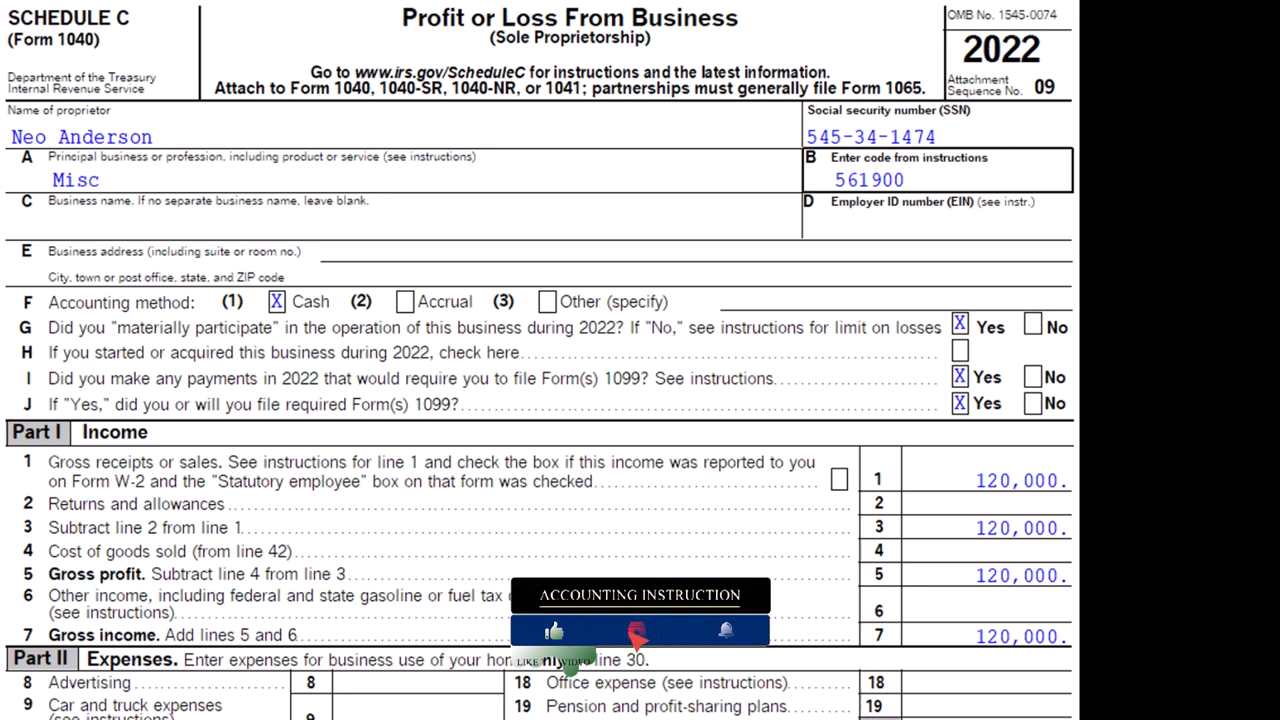 SCHEDULE C
(Form 1040)
Department of the Treasury
Internal Revenue Service
Profit or Loss From Business
(Sole Proprietorship)
Go to www.irs.gov/ScheduleC for instructions and the latest information.
Attach to Form 1040, 1040-SR, 1040-NR, or 1041; partnerships must generally file Form 1065.
OMB No. 1545-0074
2022
Attachment
Sequence No. 09
Name of proprietor
Neo Anderson
Social security number (SSN)
545-34-1474
A Principal business or profession, including product or service (see instructions)
Misc
B Enter code from instructions
561900
C Business name. If no separate business name, leave blank.
D Employer ID number (EIN) (see instr.)
E Business address (including suite or room no.)
City, town or post office, state, and ZIP code
F Accounting method: (1) X Cash (2) Accrual (3) Other (specify)
G Did you "materially participate" in the operation of this business during 2022? If "No," see instructions for limit on losses X Yes No
H If you started or acquired this business during 2022, check here
I Did you make any payments in 2022 that would require you to file Form(s) 1099? See instructions. X Yes No
J If "Yes," did you or will you file required Form(s) 1099? X Yes No
Part I Income
1 Gross receipts or sales. See instructions for line 1 and check the box if this income was reported to you
on Form W-2 and the "Statutory employee" box on that form was checked 1 120,000.
2 Returns and allowances 2
3 Subtract line 2 from line 1 3 120,000.
4 Cost of goods sold (from line 42) 4
5 Gross profit. Subtract line 4 from line 3 5 120,000.
6 Other income, including federal and state gasoline or fuel tax
(see instructions) 6
7 Gross income. Add lines 5 and 6 7 120,000.
ACCOUNTING INSTRUCTION
LIKE VIDEO
Part II Expenses. Enter expenses for business use of your line 30.
8 Advertising 8
18 Office expense (see instructions) 18
9 Car and truck expenses
(see instructions) 9
19 Pension and profit-sharing plans 19